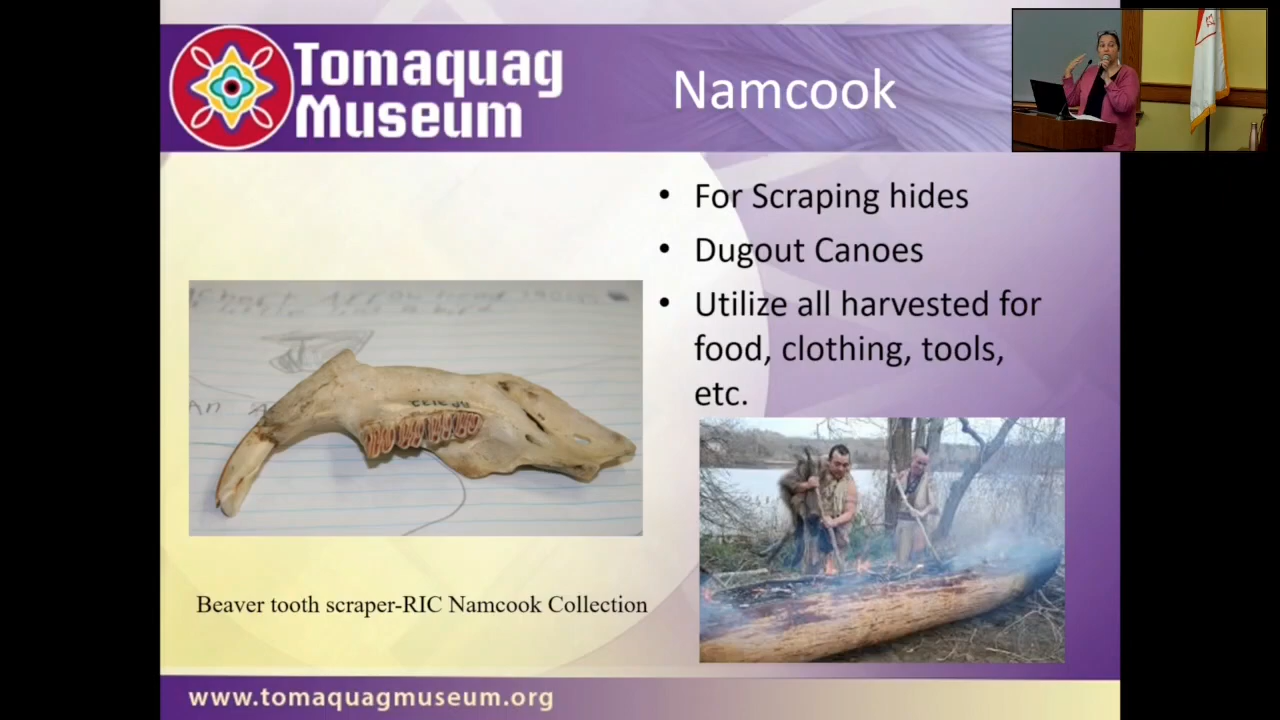 Tomaquag
Museum
Namcook
• For Scraping hides
• Dugout Canoes
• Utilize all harvested for
food, clothing, tools,
etc.
Beaver tooth scraper-RIC Namcook Collection
www.tomaquagmuseum.org